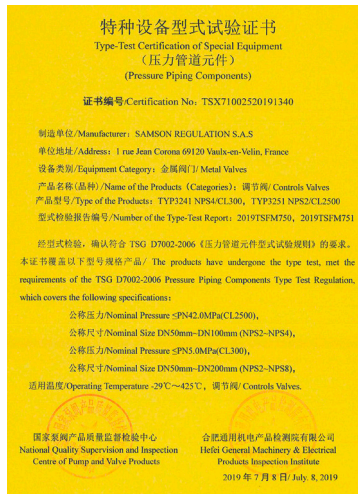 特种设备型式试验证书
Type-Test Certification of Special Equipment
（压力管道元件）
(Pressure Piping Components)
证书编号/Certification No：TSX71002520191340
制造单位/Manufacturer：SAMSON REGULATION S.A.S
单位地址/Address：1 rue Jean Corona 69120 Vaulx-en-Velin, France
设备类别/Equipment Category：金属阀门/ Metal Valves
产品名称(品种) /Name of the Products（Categories）：调节阀/ Controls Valves
产品型号/Type of the Products：TYP3241 NPS4/CL300，TYP3251 NPS2/CL2500
型式检验报告编号/Number of the Type-Test Report：2019TSFM750，2019TSFM751
经型式检验，确认符合 TSG D7002-2006《压力管道元件型式试验规则》的要求。
本证书覆盖以下型号规格产品/ The products have undergone the type test, met the
requirements of the TSG D7002-2006 Pressure Piping Components Type Test Regulation,
which covers the following specifications:
公称压力/Nominal Pressure ≤PN42.0MPa(CL2500),
公称尺寸/Nominal Size DN50mm~DN100mm (NPS2~NPS4),
公称压力/Nominal Pressure ≤PN5.0MPa(CL300),
公称尺寸/Nominal Size DN50mm~DN200mm (NPS2~NPS8),
适用温度/Operating Temperature -29℃～425℃，调节阀/ Controls Valves.
国家泵阀产品质量监督检验中心
National Quality Supervision and Inspection
Centre of Pump and Valve Products
合肥通用机电产品检测院有限公司
Hefei General Machinery & Electrical
Products Inspection Institute
2019 年 7 月 8 日/ July. 8, 2019